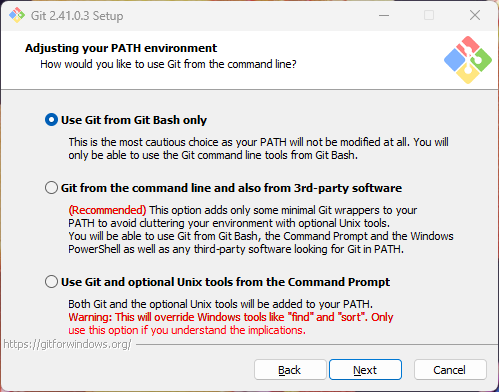 Git 2.41.0.3 Setup
Adjusting your PATH environment
How would you like to use Git from the command line?
Use Git from Git Bash only
This is the most cautious choice as your PATH will not be modified at all. You will
only be able to use the Git command line tools from Git Bash.
Git from the command line and also from 3rd-party software
(Recommended) This option adds only some minimal Git wrappers to your
PATH to avoid cluttering your environment with optional Unix tools.
You will be able to use Git from Git Bash, the Command Prompt and the Windows
PowerShell as well as any third-party software looking for Git in PATH.
Use Git and optional Unix tools from the Command Prompt
Both Git and the optional Unix tools will be added to your PATH.
Warning: This will override Windows tools like "find" and "sort". Only
use this option if you understand the implications.
https://gitforwindows.org/
Back Next Cancel